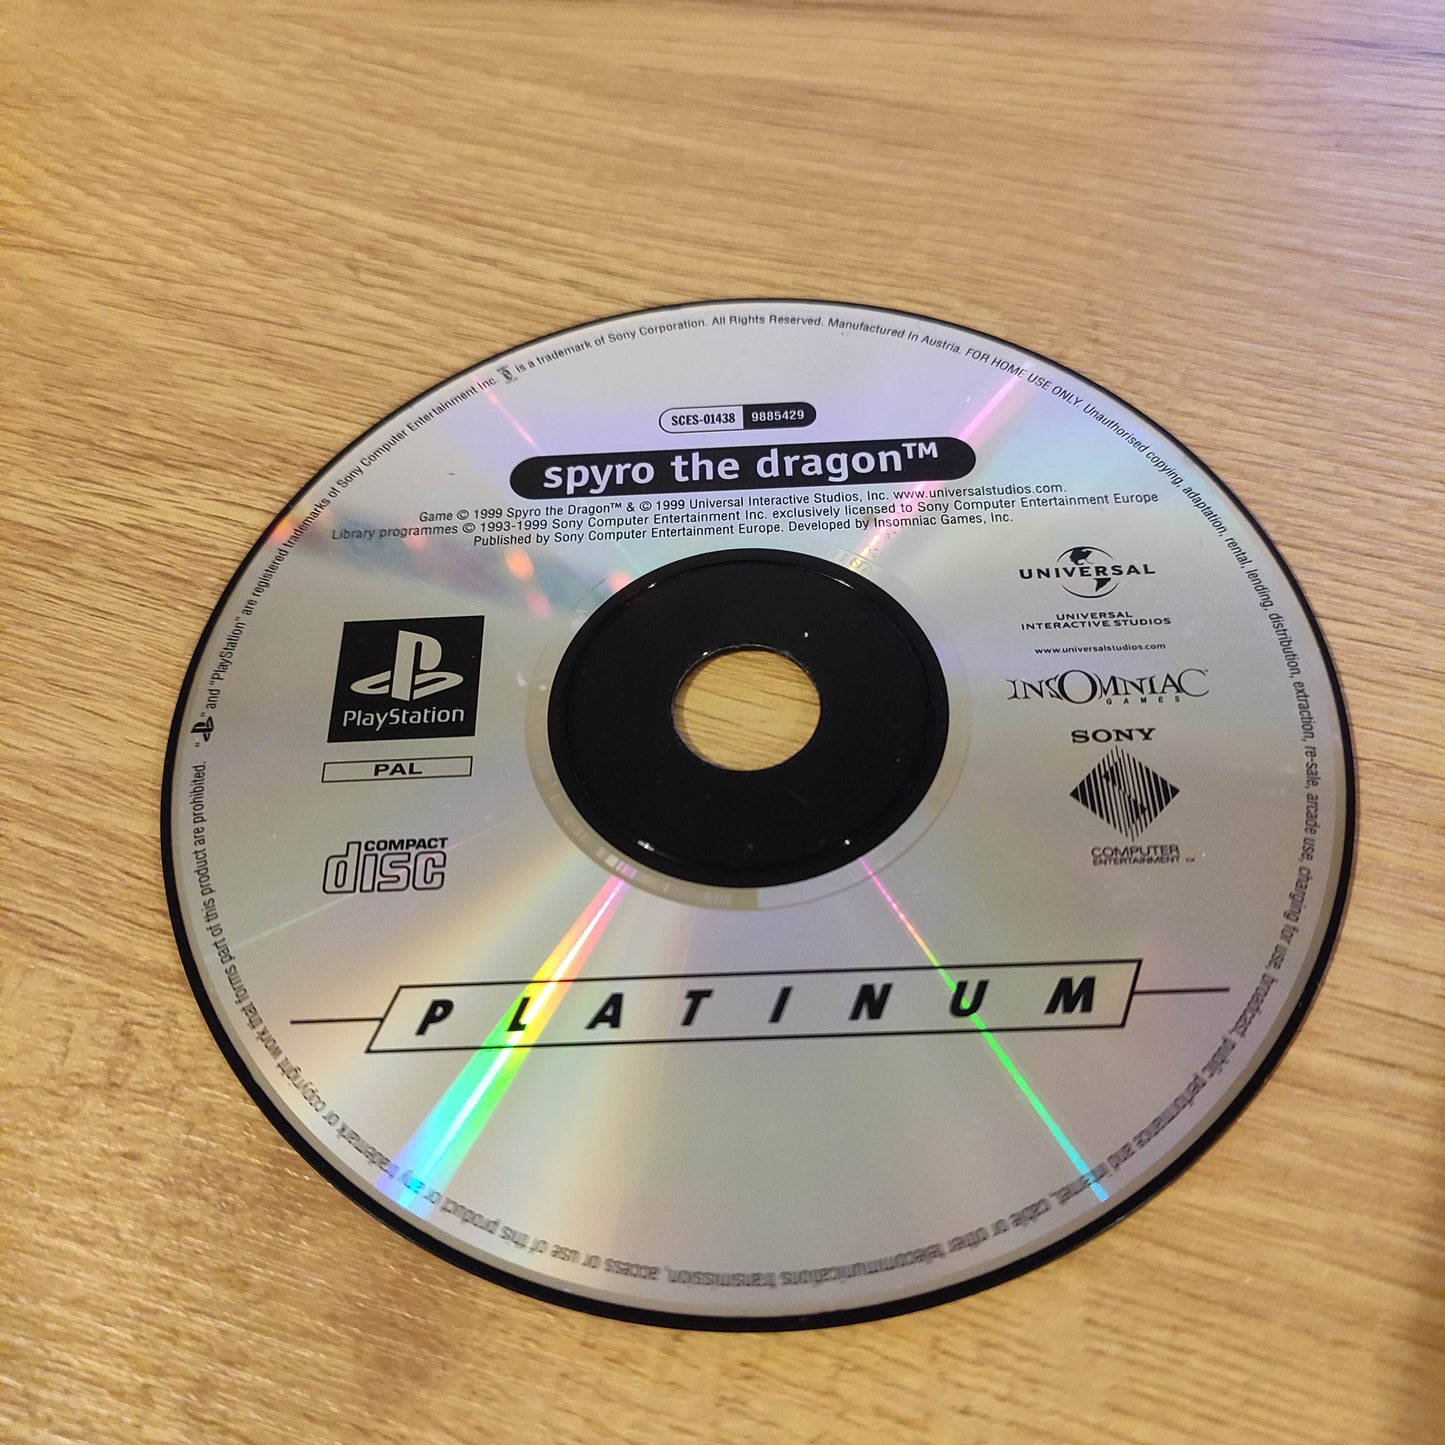 SCES-01438 9885429
spyro the dragon™
Game © 1999 Spyro the Dragon™ & © 1999 Universal Interactive Studios, Inc. www.universalstudios.com.
Library programmes © 1993-1999 Sony Computer Entertainment Inc. exclusively licensed to Sony Computer Entertainment Europe
Published by Sony Computer Entertainment Europe. Developed by Insomniac Games, Inc.
PlayStation
PAL
COMPACT
disc
UNIVERSAL
UNIVERSAL
INTERACTIVE STUDIOS
www.universalstudios.com
INSOMNIAC™
GAMES
SONY
COMPUTER
ENTERTAINMENT™
PLATINUM
" " and "PlayStation" are registered trademarks of Sony Computer Entertainment Inc. is a trademark of Sony Corporation. All Rights Reserved. Manufactured In Austria. FOR HOME USE ONLY. Unauthorised copying, adaptation, rental, lending, distribution, extraction, re-sale, arcade use, charging for use, broadcast, public performance and internet, cable or other telecommunications transmission, access or use of this product or any trademark or copyright work that forms part of this product are prohibited.